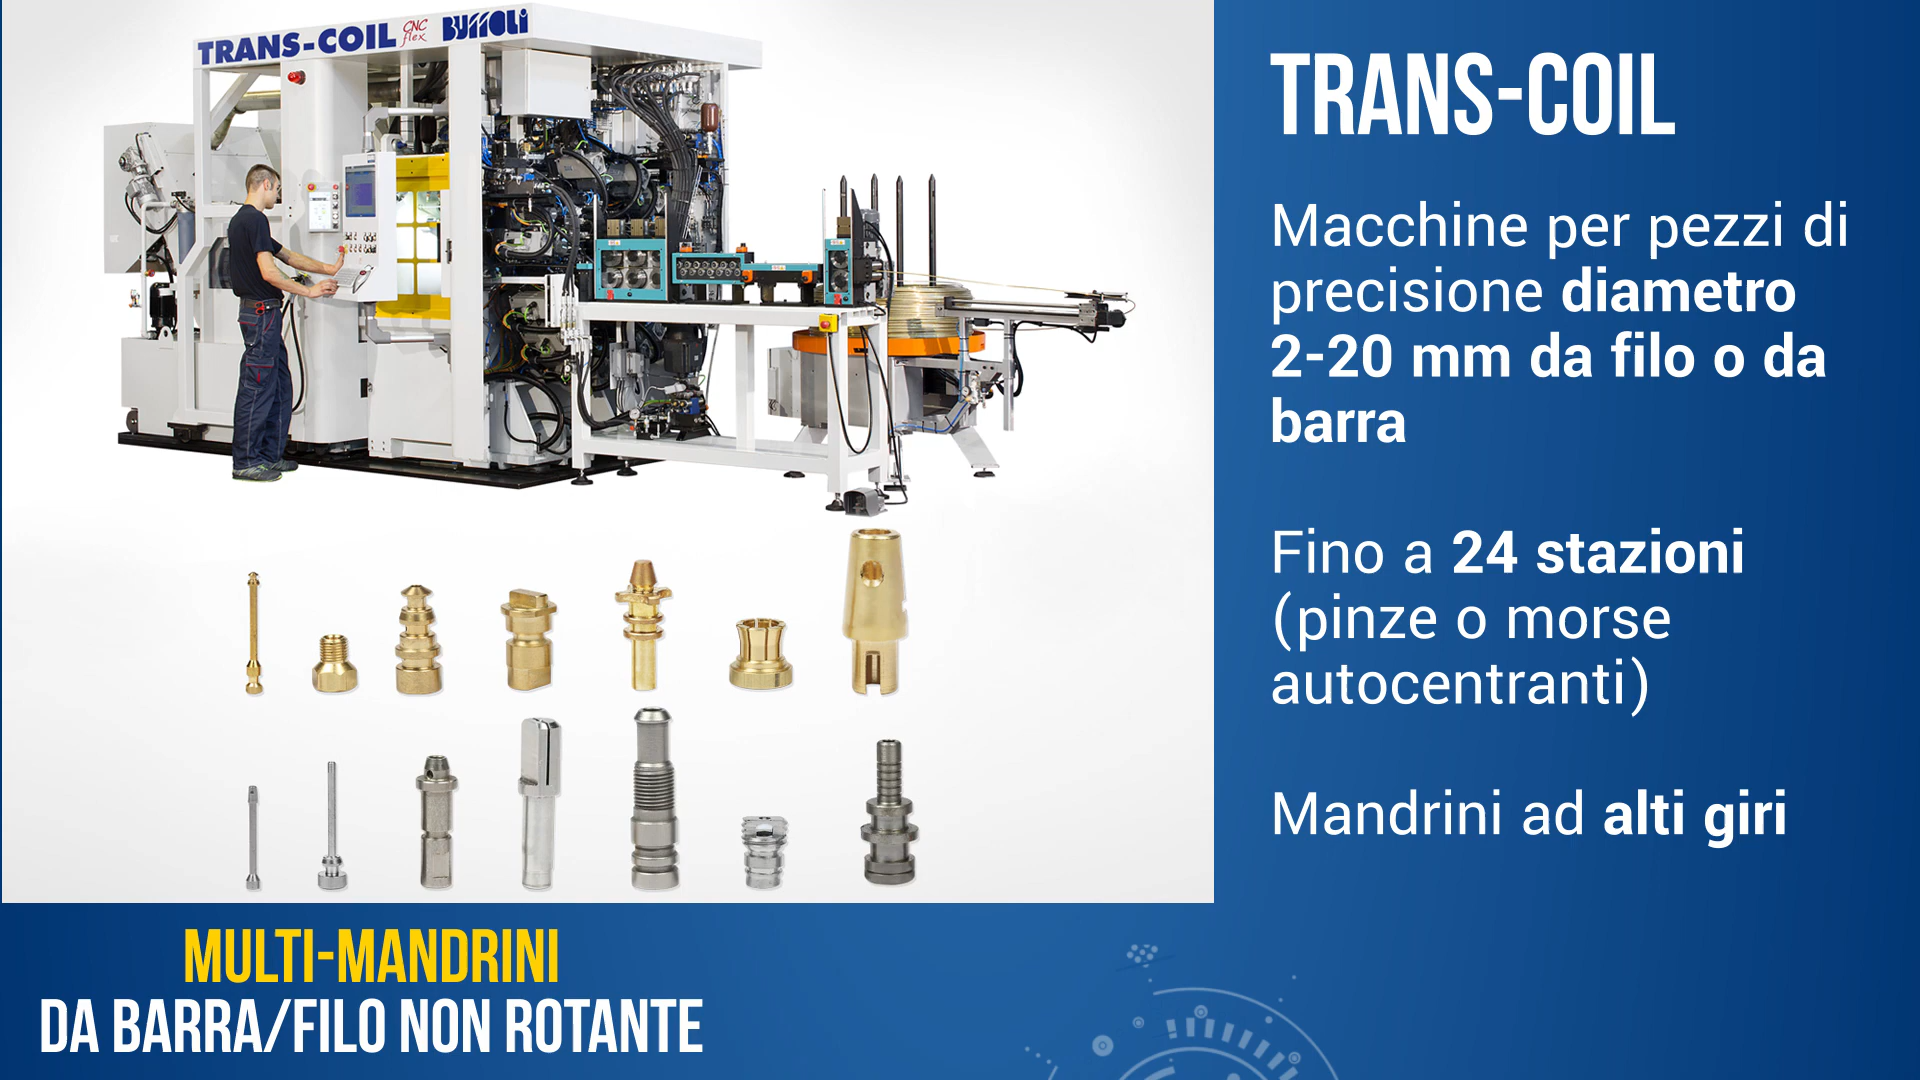 TRANS-COIL CNC flex BUFFOLI
TRANS-COIL
Macchine per pezzi di
precisione diametro
2-20 mm da filo o da
barra
Fino a 24 stazioni
(pinze o morse
autocentranti)
Mandrini ad alti giri
MULTI-MANDRINI
DA BARRA/FILO NON ROTANTE